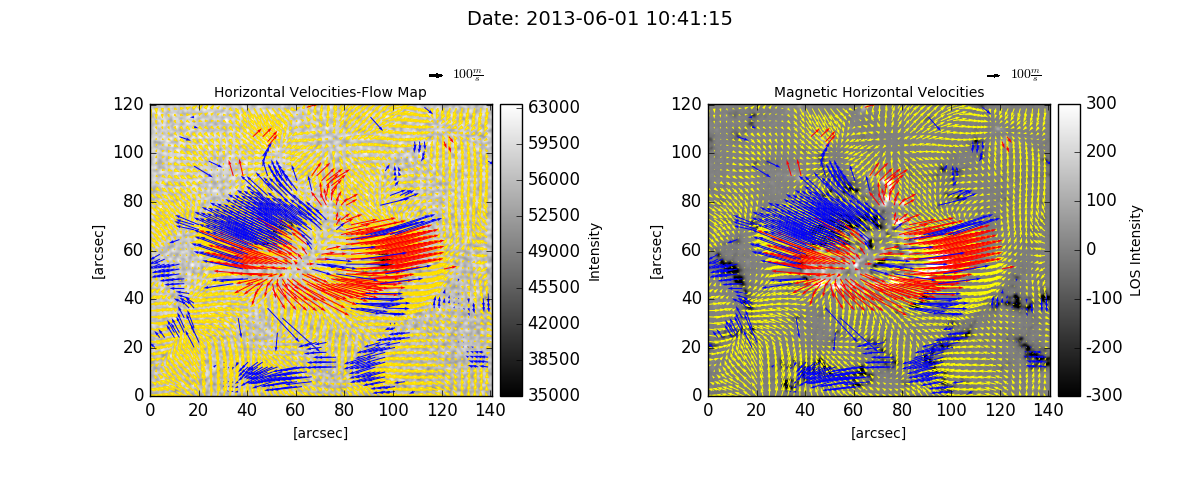 Date: 2013-06-01 10:41:15
100 m/s
100 m/s
Horizontal Velocities-Flow Map
Magnetic Horizontal Velocities
120
100
80
60
40
20
0
[arcsec]
0 20 40 60 80 100 120 140
[arcsec]
63000
59500
56000
52500
49000
45500
42000
38500
35000
Intensity
120
100
80
60
40
20
0
[arcsec]
0 20 40 60 80 100 120 140
[arcsec]
300
200
100
0
-100
-200
-300
LOS Intensity